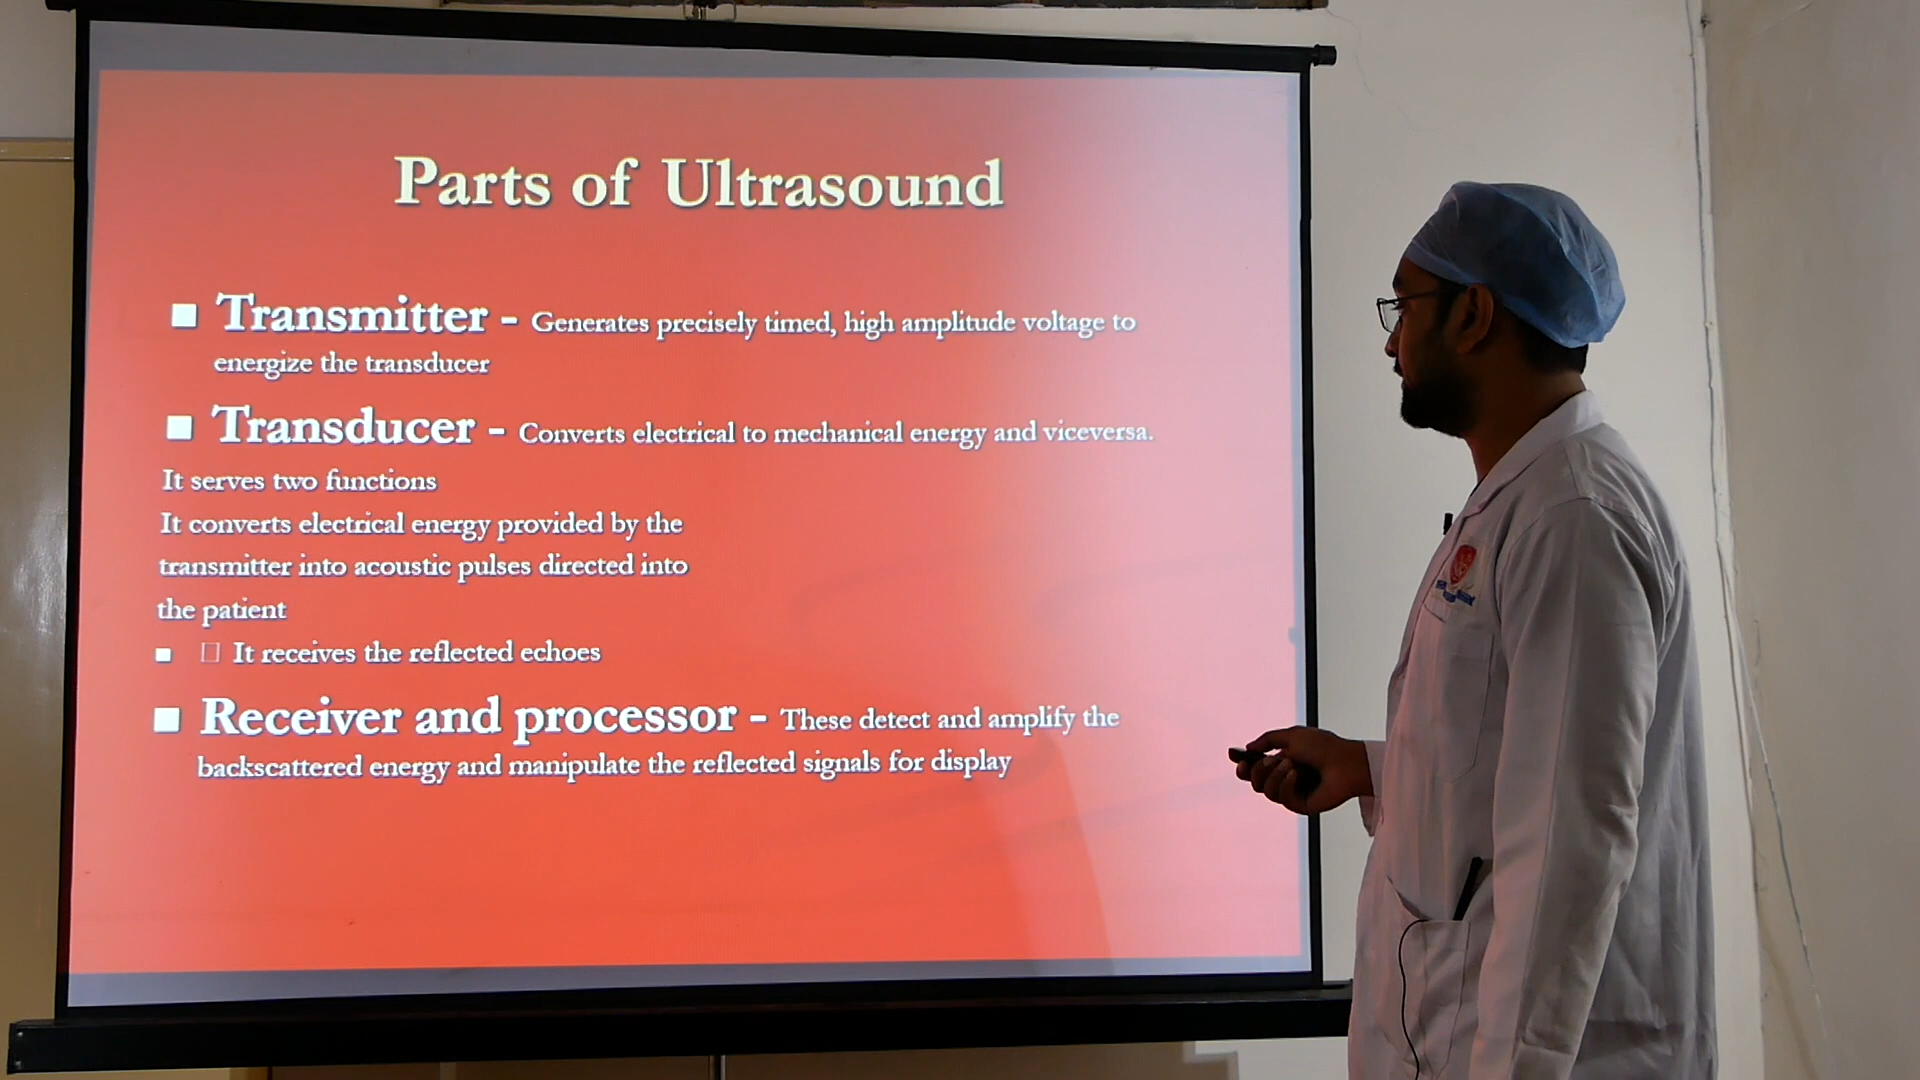 Parts of Ultrasound
■ Transmitter - Generates precisely timed, high amplitude voltage to
energize the transducer
■ Transducer - Converts electrical to mechanical energy and viceversa.
It serves two functions
It converts electrical energy provided by the
transmitter into acoustic pulses directed into
the patient
■ □ It receives the reflected echoes
■ Receiver and processor - These detect and amplify the
backscattered energy and manipulate the reflected signals for display